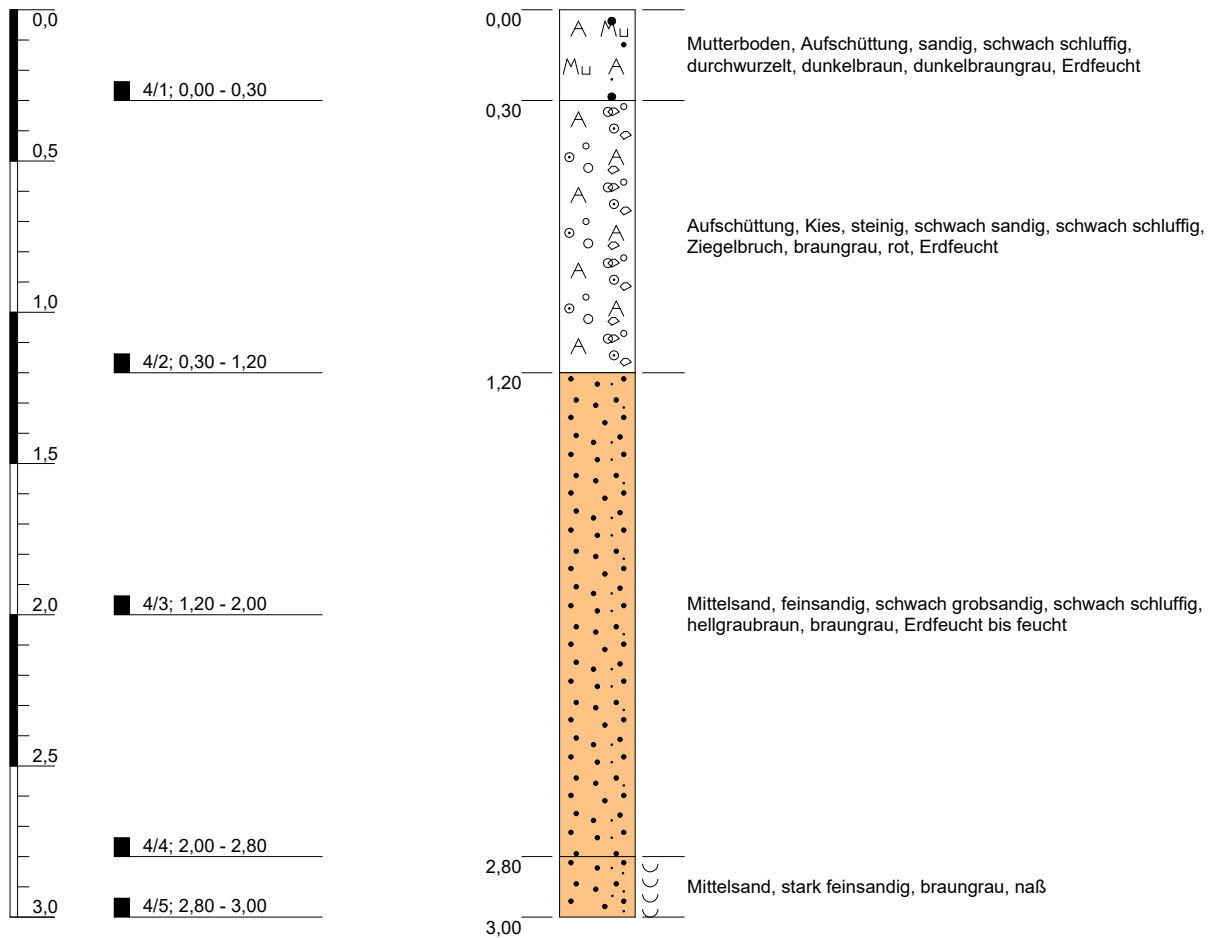 0,0
0,5
1,0
1,5
2,0
2,5
3,0
4/1; 0,00 - 0,30
4/2; 0,30 - 1,20
4/3; 1,20 - 2,00
4/4; 2,00 - 2,80
4/5; 2,80 - 3,00
0,00
0,30
1,20
2,80
3,00
A Mu
Mu A
A
A
A
A
A
A
A
Mutterboden, Aufschüttung, sandig, schwach schluffig,
durchwurzelt, dunkelbraun, dunkelbraungrau, Erdfeucht
Aufschüttung, Kies, steinig, schwach sandig, schwach schluffig,
Ziegelbruch, braungrau, rot, Erdfeucht
Mittelsand, feinsandig, schwach grobsandig, schwach schluffig,
hellgraubraun, braungrau, Erdfeucht bis feucht
Mittelsand, stark feinsandig, braungrau, naß